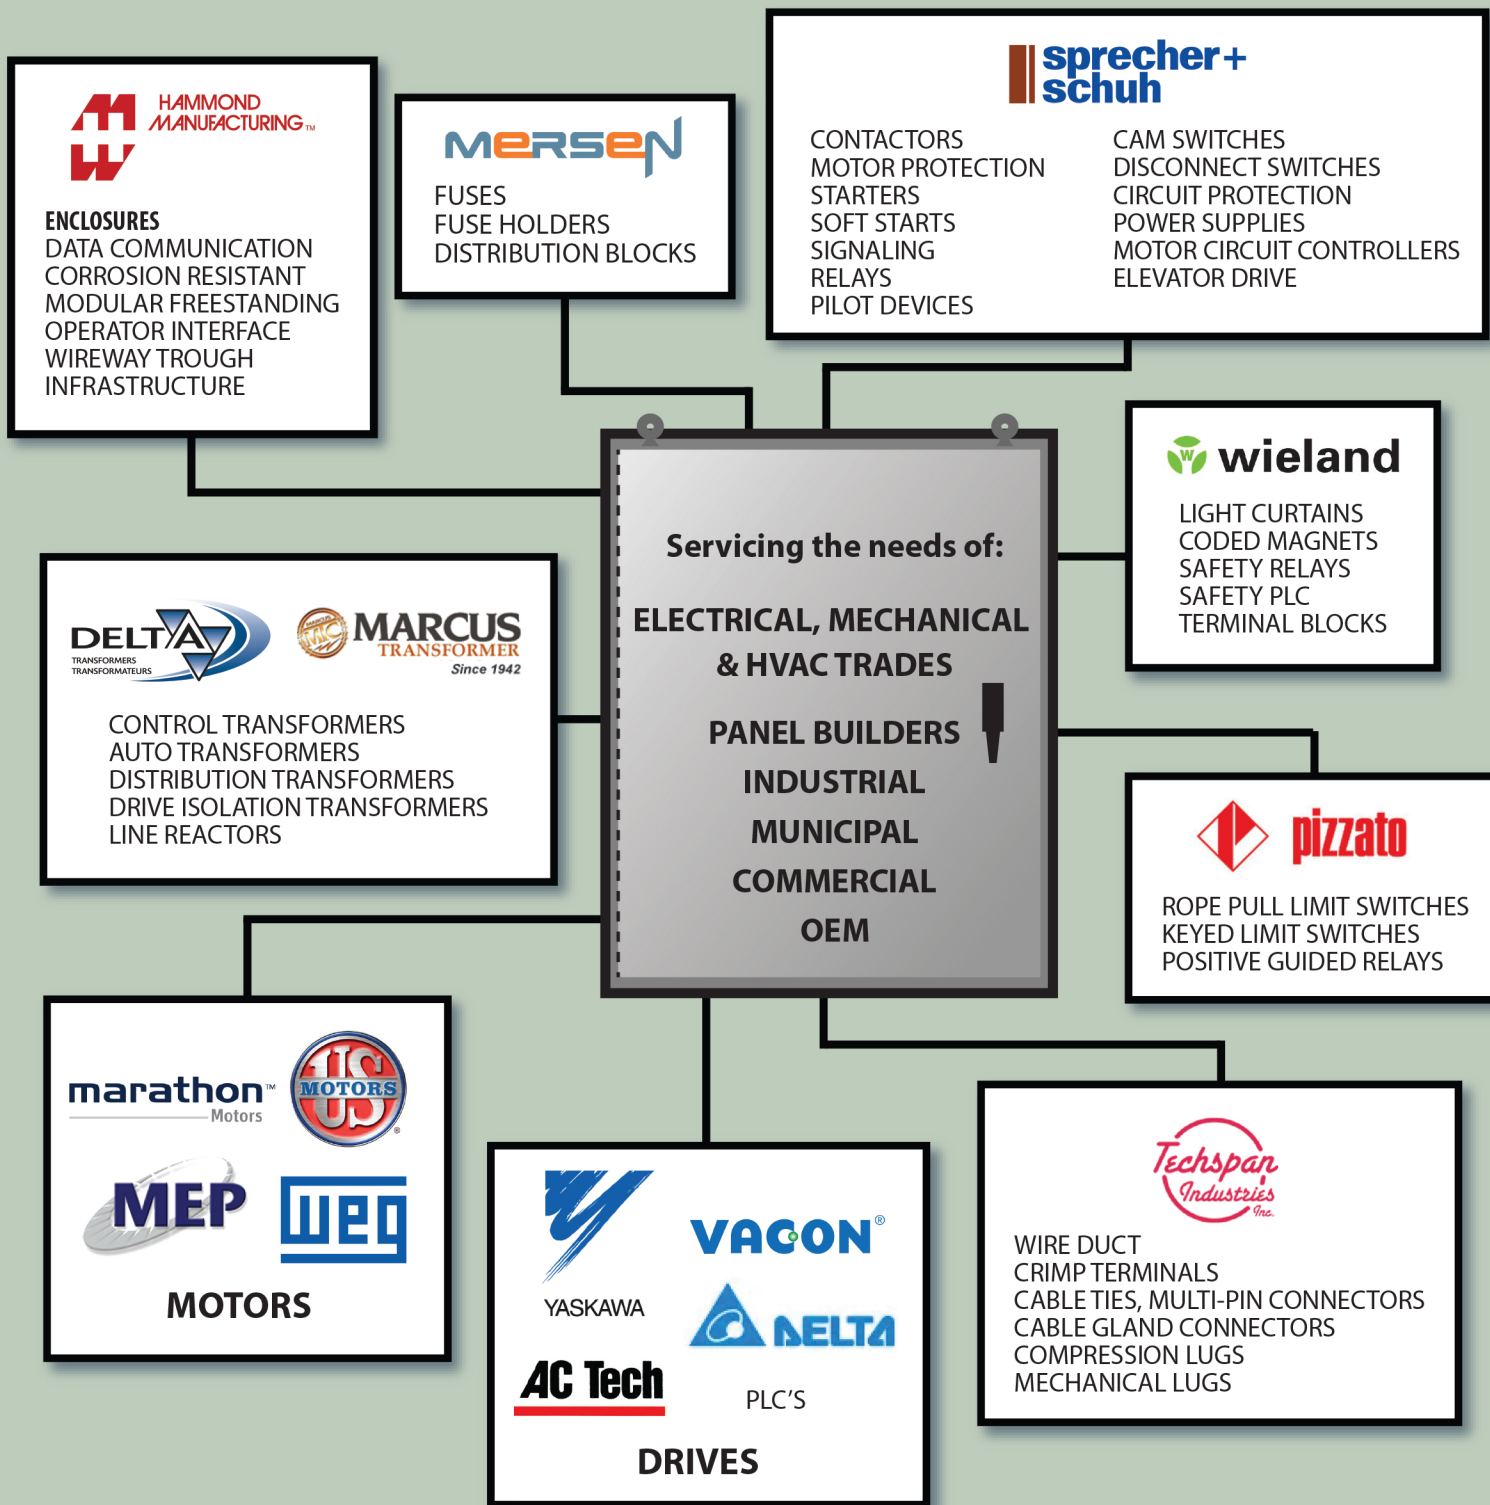 HAMMOND
MANUFACTURING™
ENCLOSURES
DATA COMMUNICATION
CORROSION RESISTANT
MODULAR FREESTANDING
OPERATOR INTERFACE
WIREWAY TROUGH
INFRASTRUCTURE
MERSEN
FUSES
FUSE HOLDERS
DISTRIBUTION BLOCKS
sprecher+
schuh
CONTACTORS
MOTOR PROTECTION
STARTERS
SOFT STARTS
SIGNALING
RELAYS
PILOT DEVICES
CAM SWITCHES
DISCONNECT SWITCHES
CIRCUIT PROTECTION
POWER SUPPLIES
MOTOR CIRCUIT CONTROLLERS
ELEVATOR DRIVE
W
wieland
LIGHT CURTAINS
CODED MAGNETS
SAFETY RELAYS
SAFETY PLC
TERMINAL BLOCKS
Servicing the needs of:
ELECTRICAL, MECHANICAL
& HVAC TRADES
PANEL BUILDERS
INDUSTRIAL
MUNICIPAL
COMMERCIAL
OEM
DELTA
TRANSFORMERS
TRANSFORMATEURS
MARCUS
MTC
MARCUS
TRANSFORMER
Since 1942
CONTROL TRANSFORMERS
AUTO TRANSFORMERS
DISTRIBUTION TRANSFORMERS
DRIVE ISOLATION TRANSFORMERS
LINE REACTORS
pizzato
ROPE PULL LIMIT SWITCHES
KEYED LIMIT SWITCHES
POSITIVE GUIDED RELAYS
marathon™
Motors
US
MOTORS
®
MEP
weg
MOTORS
YASKAWA
VACON®
AC Tech
DELTA
PLC'S
DRIVES
Techspan
Industries
Inc.
WIRE DUCT
CRIMP TERMINALS
CABLE TIES, MULTI-PIN CONNECTORS
CABLE GLAND CONNECTORS
COMPRESSION LUGS
MECHANICAL LUGS